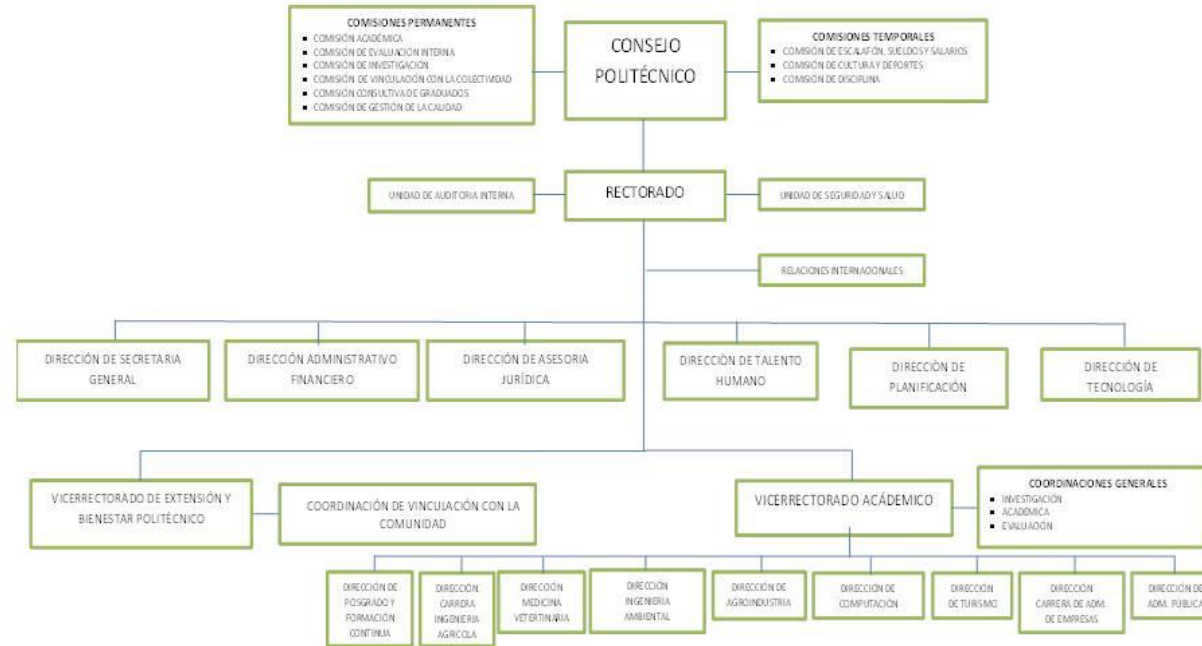 COMISIONES PERMANENTES
▪ COMISIÓN ACADÉMICA
▪ COMISIÓN DE EVALUACIÓN INTERNA
▪ COMISIÓN DE INVESTIGACIÓN
▪ COMISIÓN DE VINCULACIÓN CON LA COLECTIVIDAD
▪ COMISIÓN CONSULTIVA DE GRADUADOS
▪ COMISIÓN DE GESTIÓN DE LA CALIDAD
CONSEJO
POLITÉCNICO
COMISIONES TEMPORALES
▪ COMISIÓN DE ESCALAFÓN, SUELDOS Y SALARIOS
▪ COMISIÓN DE CULTURA Y DEPORTES
▪ COMISIÓN DE DISCIPLINA
UNIDAD DE AUDITORIA INTERNA
RECTORADO
UNIDAD DE SEGURIDAD Y SALUD
RELACIONES INTERNACIONALES
DIRECCIÓN DE SECRETARIA
GENERAL
DIRECCIÓN ADMINISTRATIVO
FINANCIERO
DIRECCIÓN DE ASESORIA
JURÍDICA
DIRECCIÓN DE TALENTO
HUMANO
DIRECCIÓN DE
PLANIFICACIÓN
DIRECCIÓN DE
TECNOLOGÍA
VICERRECTORADO DE EXTENSIÓN Y
BIENESTAR POLITÉCNICO
COORDINACIÓN DE VINCULACIÓN CON LA
COMUNIDAD
VICERRECTORADO ACÁDEMICO
COORDINACIONES GENERALES
▪ INVESTIGACIÓN
▪ ACADÉMICA
▪ EVALUACIÓN
DIRECCIÓN DE
POSGRADO Y
FORMACIÓN
CONTINUA
DIRECCIÓN
CARRERA
INGENIERIA
AGRICOLA
DIRECCIÓN
MEDICINA
VETERTINARIA
DIRECCIÓN
INGENIERIA
AMBIENTAL
DIRECCIÓN DE
AGROINDUSTRIA
DIRECCIÓN DE
COMPUTACIÓN
DIRECCIÓN
DE TURISMO
DIRECCIÓN
CARRERA DE ADM.
DE EMPRESAS
DIRECCIÓN DE
ADM. PÚBLICA